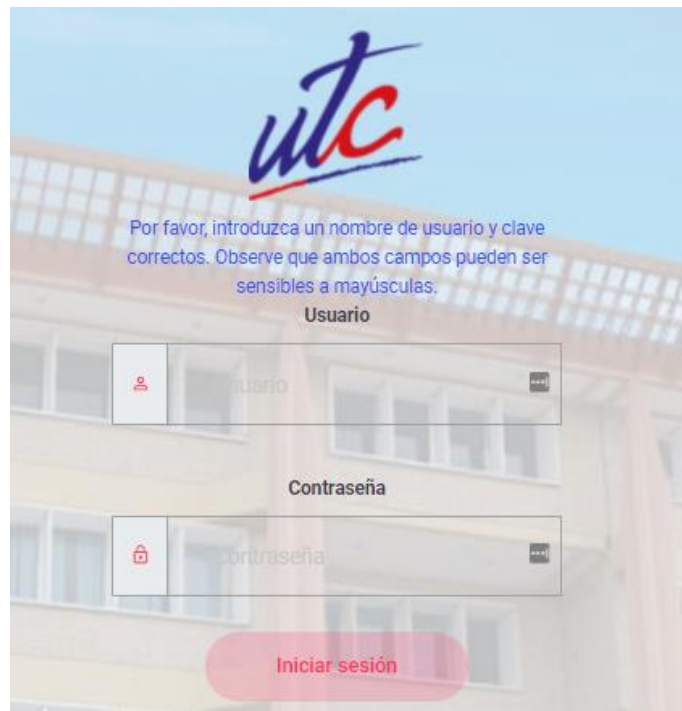 utc
Por favor, introduzca un nombre de usuario y clave
correctos. Observe que ambos campos pueden ser
sensibles a mayúsculas.
Usuario
Usuario
Contraseña
Contraseña
Iniciar sesión